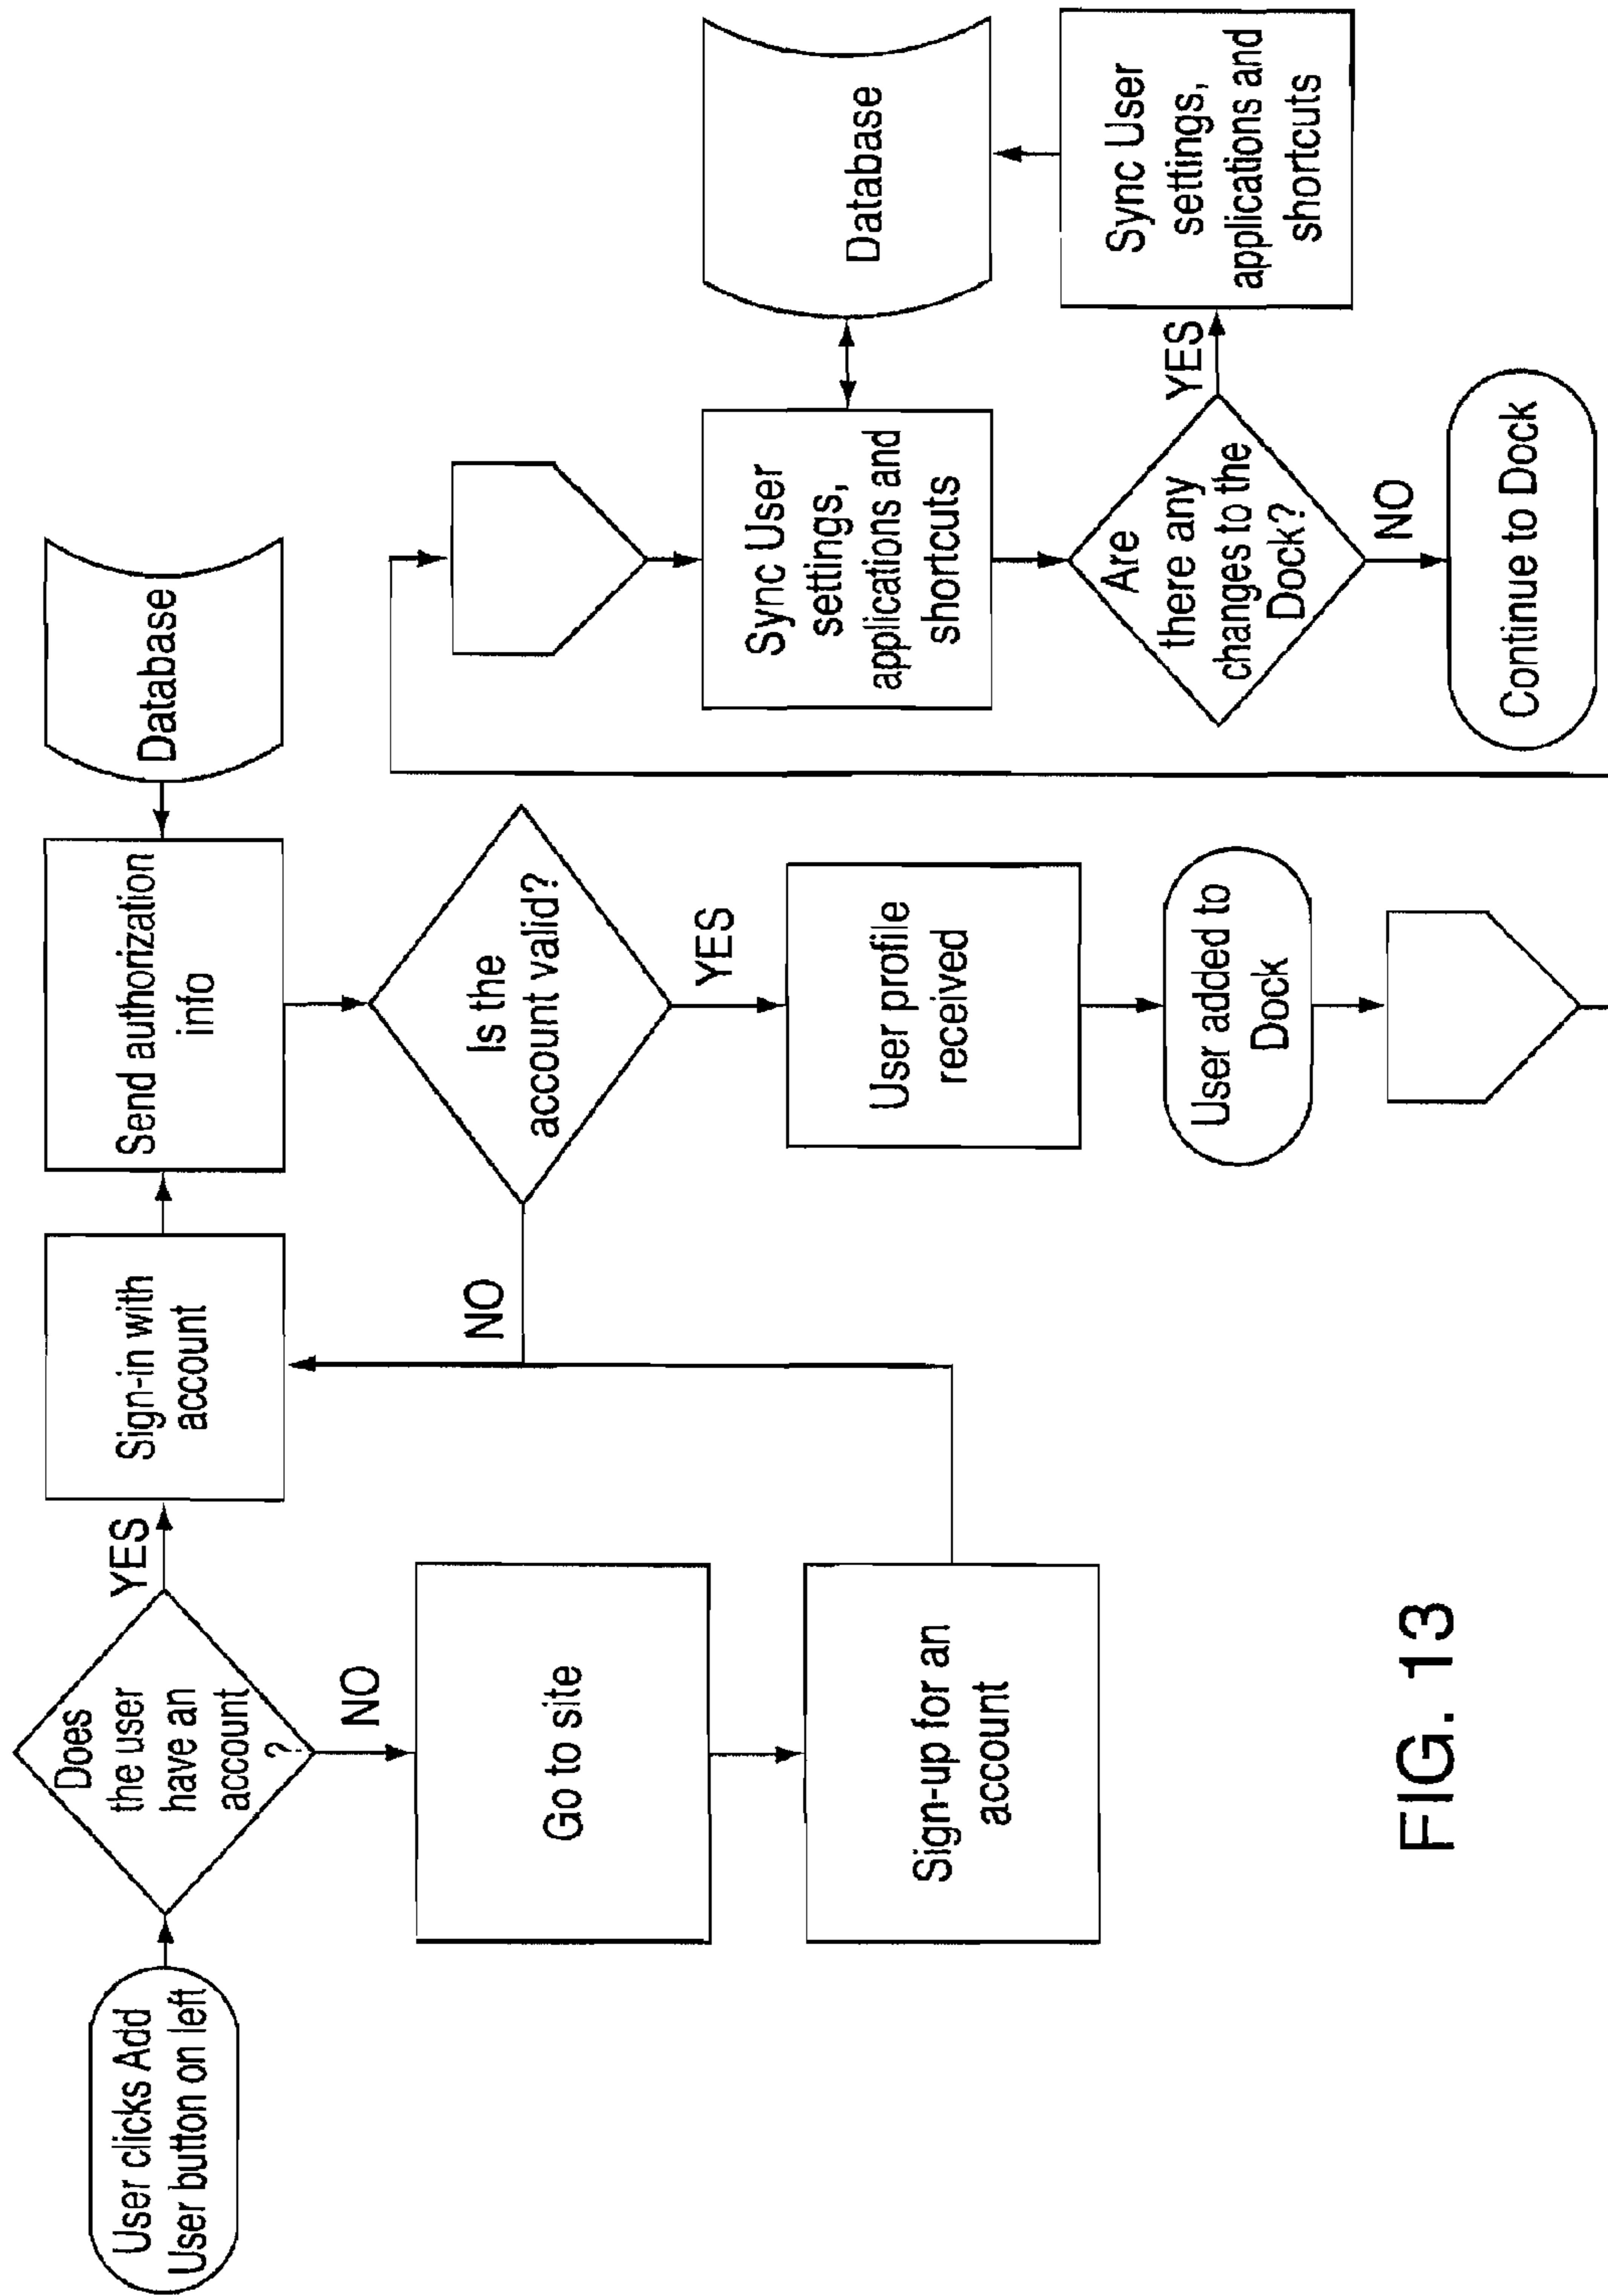 User clicks Add
User button on left
Does
the user
have an
account
?
YES
NO
Go to site
Sign-up for an
account
Sign-in with
account
Send authorization
info
Database
Is the
account valid?
NO
YES
User profile
received
User added to
Dock
Sync User
settings,
applications and
shortcuts
Database
Are
there any
changes to the
Dock?
YES
Sync User
settings,
applications and
shortcuts
NO
Continue to Dock
FIG. 13